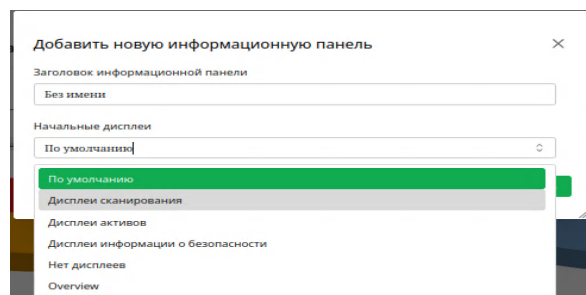 Добавить новую информационную панель
Заголовок информационной панели
Без имени
Начальные дисплеи
По умолчанию
По умолчанию
Дисплеи сканирования
Дисплеи активов
Дисплеи информации о безопасности
Нет дисплеев
Overview